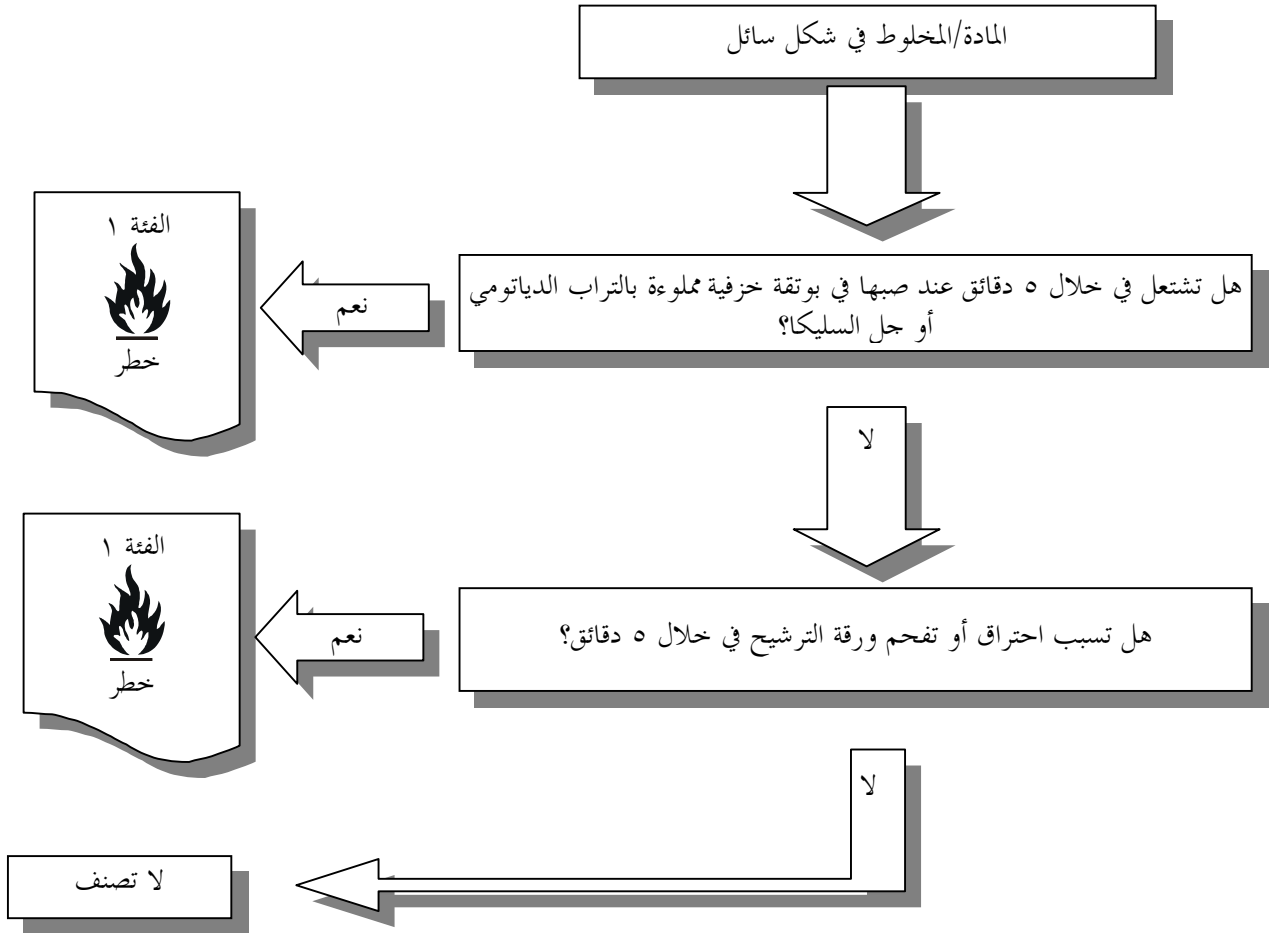 المادة/المخلوط في شكل سائل
هل تشتعل في خلال ٥ دقائق عند صبها في بوتقة خزفية مملوءة بالتراب الدياتومي
أو جل السليكا؟
نعم
الفئة ١
خطر
لا
هل تسبب احتراق أو تفحم ورقة الترشيح في خلال ٥ دقائق؟
نعم
الفئة ١
خطر
لا
لا تصنف